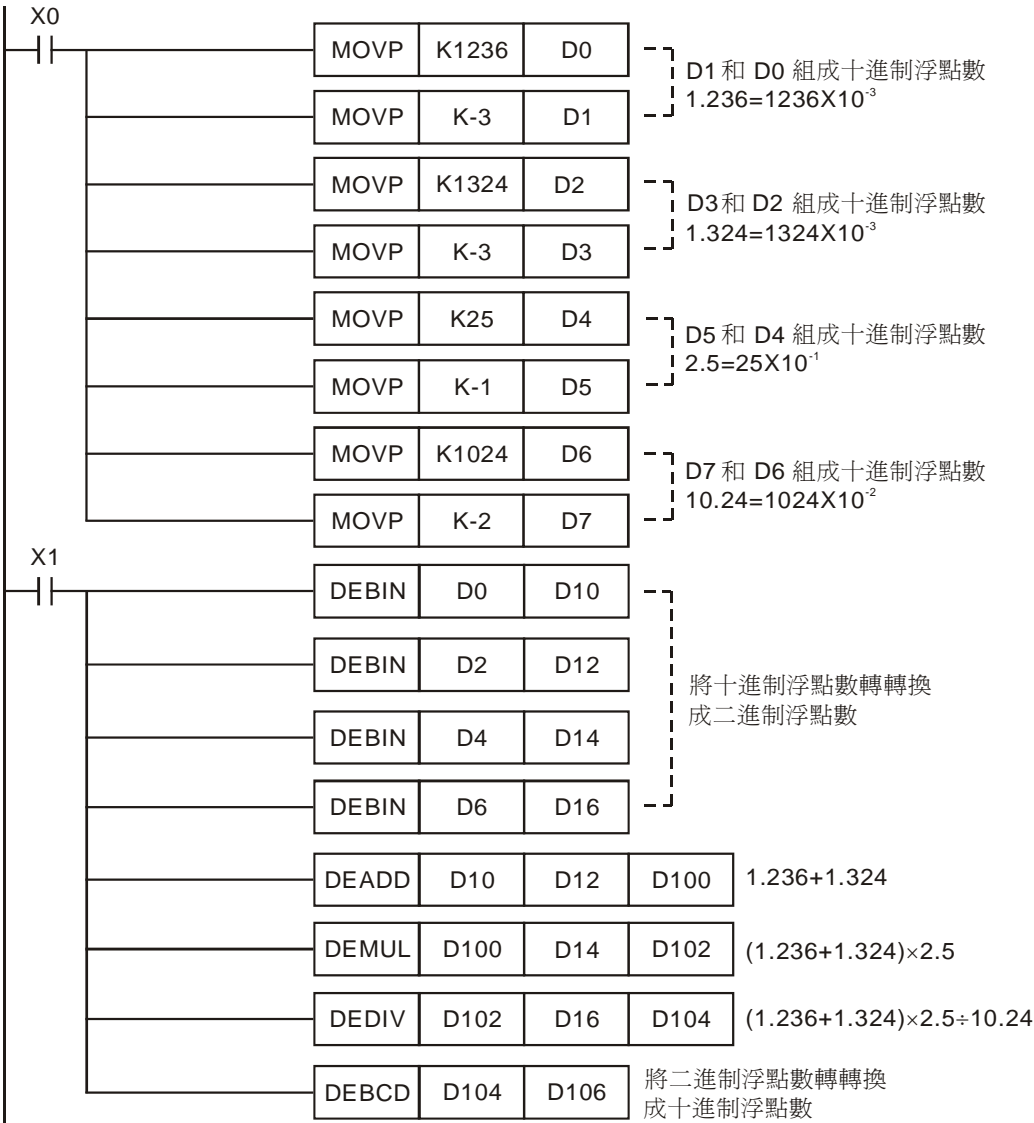 X0
MOVP K1236 D0
D1 和 D0 組成十進制浮點數
1.236=1236X10⁻³
MOVP K-3 D1
MOVP K1324 D2
D3和 D2 組成十進制浮點數
1.324=1324X10⁻³
MOVP K-3 D3
MOVP K25 D4
D5 和 D4 組成十進制浮點數
2.5=25X10⁻¹
MOVP K-1 D5
MOVP K1024 D6
D7 和 D6 組成十進制浮點數
10.24=1024X10⁻²
MOVP K-2 D7
X1
DEBIN D0 D10
DEBIN D2 D12
將十進制浮點數轉轉換
成二進制浮點數
DEBIN D4 D14
DEBIN D6 D16
DEADD D10 D12 D100 1.236+1.324
DEMUL D100 D14 D102 (1.236+1.324)×2.5
DEDIV D102 D16 D104 (1.236+1.324)×2.5÷10.24
DEBCD D104 D106
將二進制浮點數轉轉換
成十進制浮點數